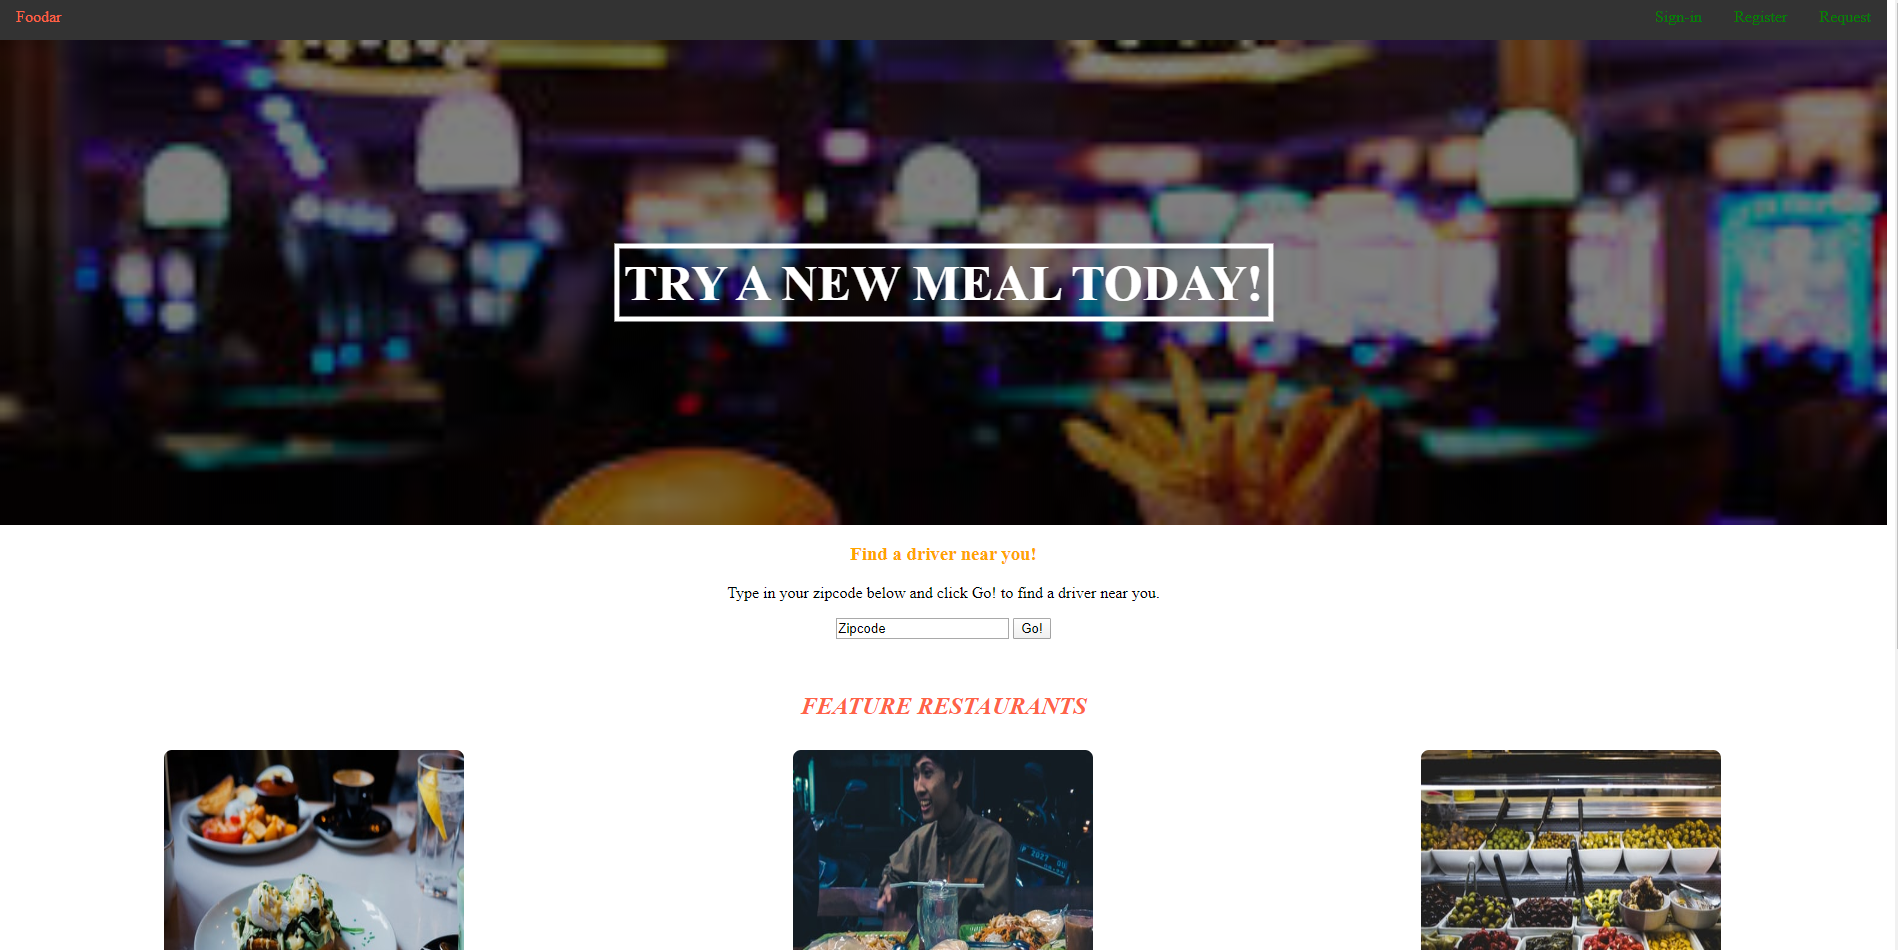 Foodar
Sign-in Register Request
TRY A NEW MEAL TODAY!
Find a driver near you!
Type in your zipcode below and click Go! to find a driver near you.
Zipcode Go!
FEATURE RESTAURANTS